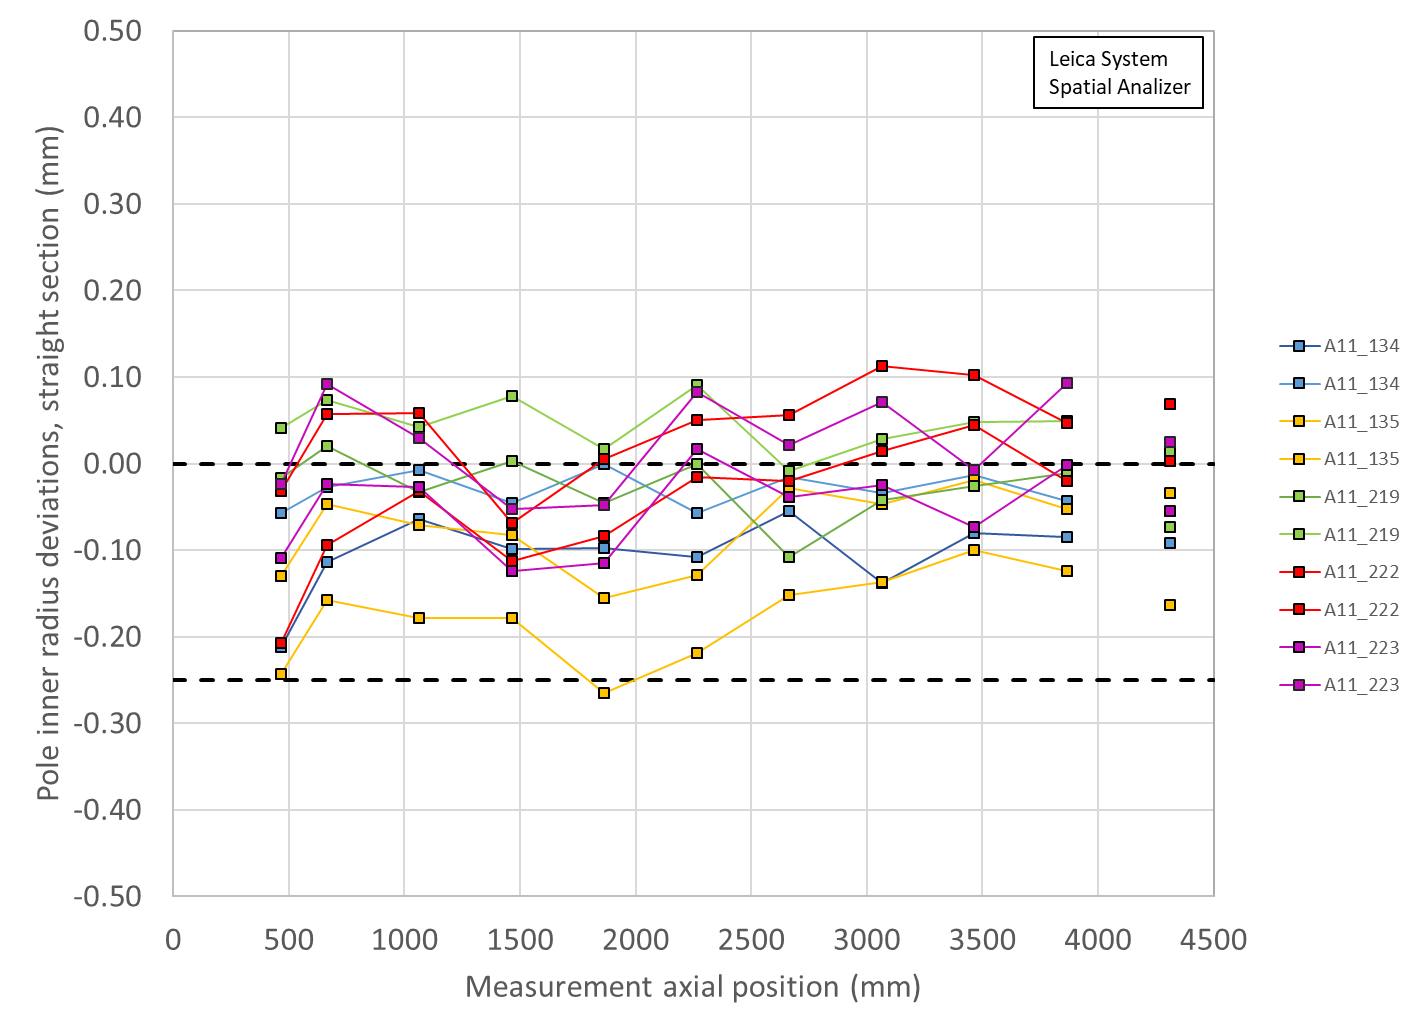 Leica System
Spatial Analizer
Pole inner radius deviations, straight section (mm)
0.50
0.40
0.30
0.20
0.10
0.00
-0.10
-0.20
-0.30
-0.40
-0.50
0 500 1000 1500 2000 2500 3000 3500 4000 4500
Measurement axial position (mm)
A11_134
A11_134
A11_135
A11_135
A11_219
A11_219
A11_222
A11_222
A11_223
A11_223